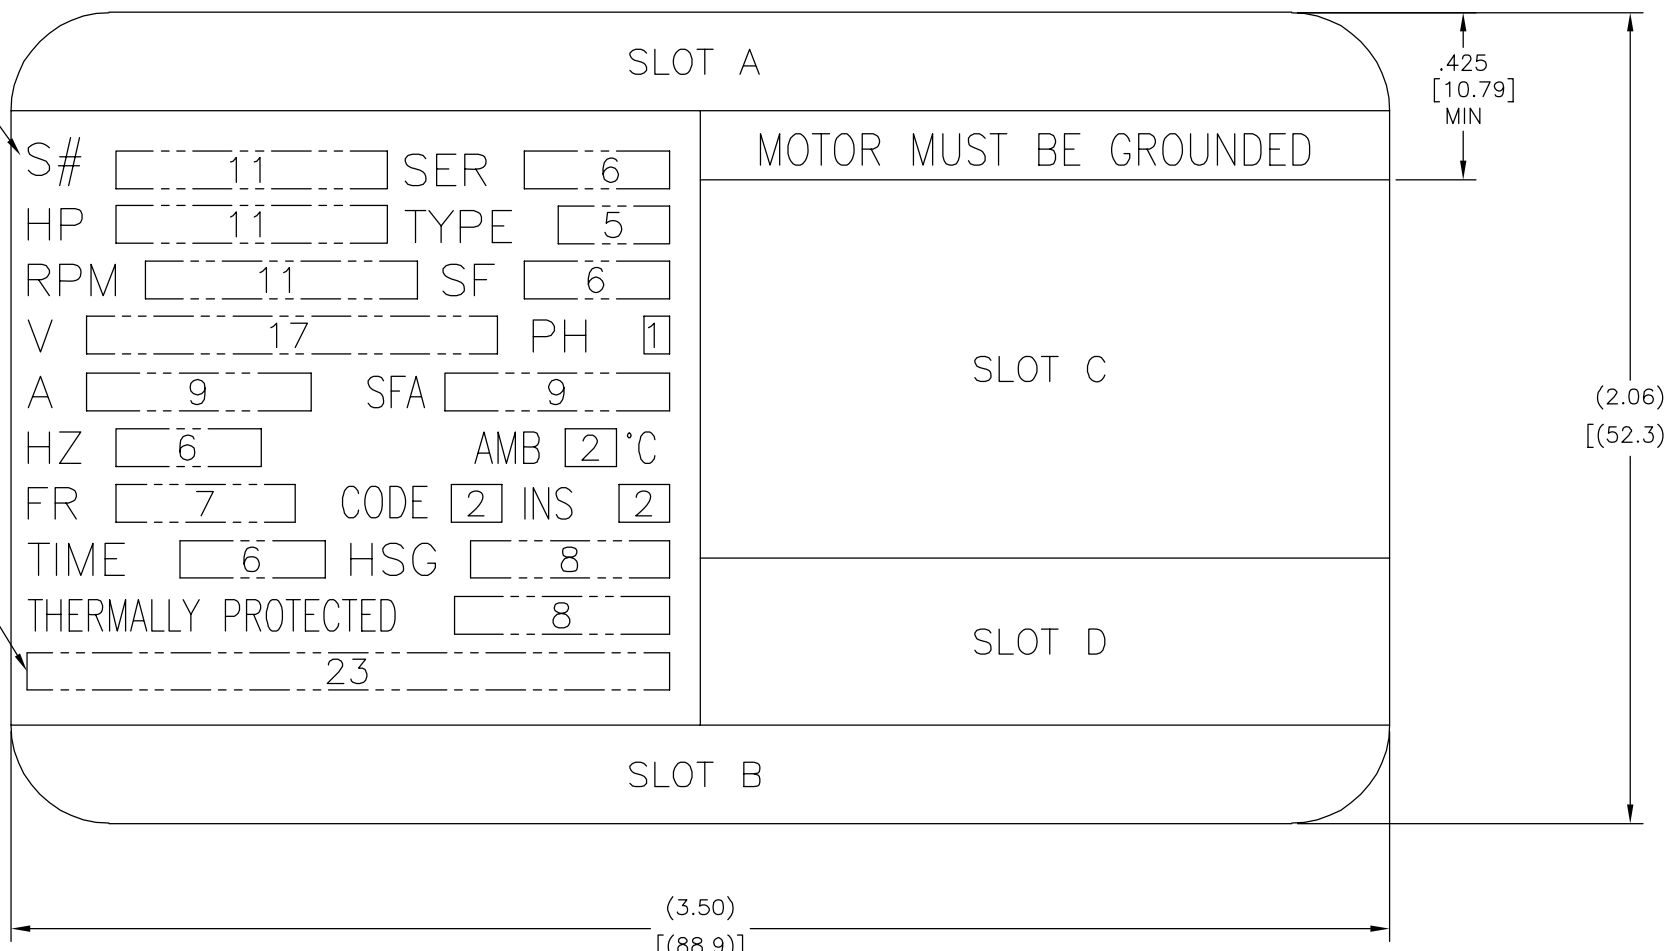 SLOT A
.425
[10.79]
MIN
MOTOR MUST BE GROUNDED
S# 11 SER 6
HP 11 TYPE 5
RPM 11 SF 6
V 17 PH 1
A 9 SFA 9
HZ 6 AMB 2 °C
FR 7 CODE 2 INS 2
TIME 6 HSG 8
THERMALLY PROTECTED 8
23
SLOT C
SLOT D
(2.06)
[(52.3)
SLOT B
(3.50)
[(88.9)]